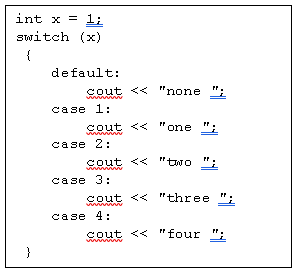 int x = 1;
switch (x)
{
default:
cout << "none ";
case 1:
cout << "one ";
case 2:
cout << "two ";
case 3:
cout << "three ";
case 4:
cout << "four ";
}